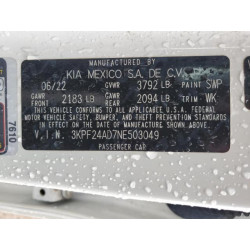 MANUFACTURED BY
KIA MEXICO S.A. DE C.V.
06/22 GVWR 3792 LB PAINT SWP
GAWR FRONT 2183 LB GAWR REAR 2094 LB TRIM WK
THIS VEHICLE CONFORMS TO ALL APPLICABLE FEDERAL
MOTOR VEHICLE SAFETY, BUMPER, AND THEFT PREVENTION
STANDARDS IN EFFECT ON THE DATE OF
MANUFACTURE SHOWN ABOVE.
V.I.N. 3KPF24AD7NE503049
PASSENGER CAR
7610